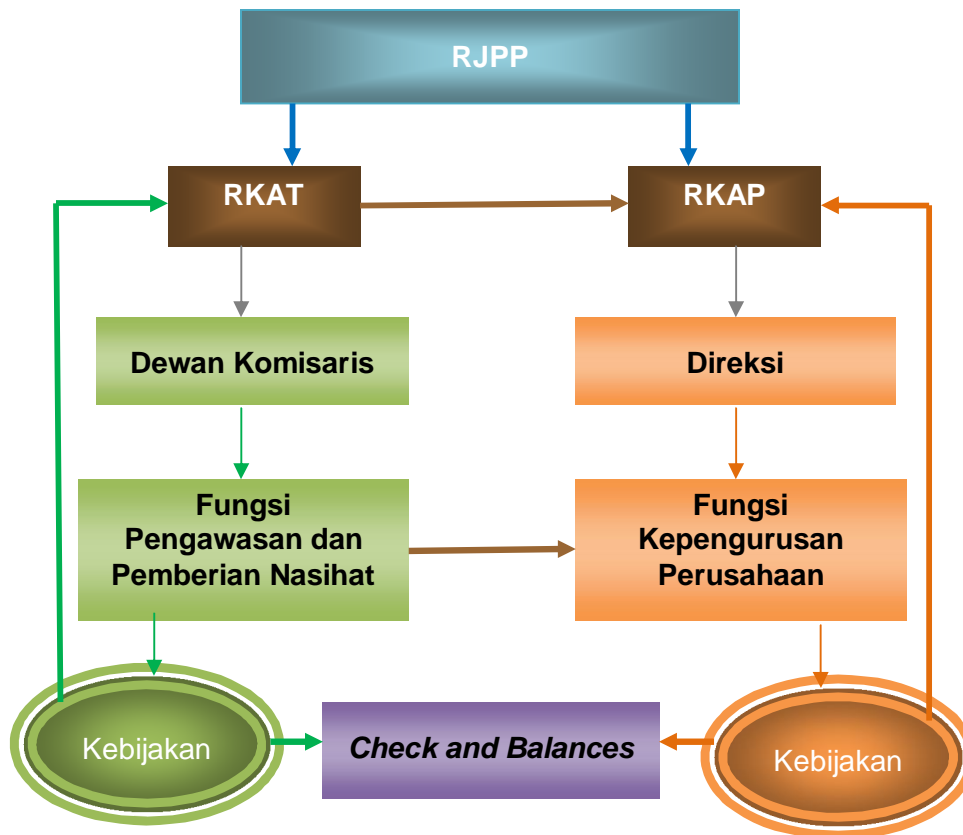 RJPP
RKAT
RKAP
Dewan Komisaris
Direksi
Fungsi
Pengawasan dan
Pemberian Nasihat
Fungsi
Kepengurusan
Perusahaan
Kebijakan
Check and Balances
Kebijakan